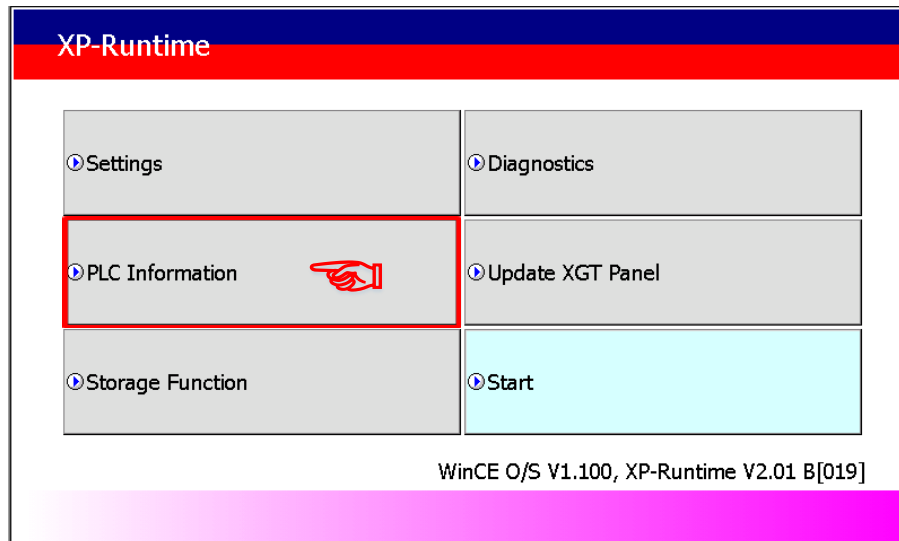 XP-Runtime
Settings
Diagnostics
PLC Information
Update XGT Panel
Storage Function
Start
WinCE O/S V1.100, XP-Runtime V2.01 B[019]